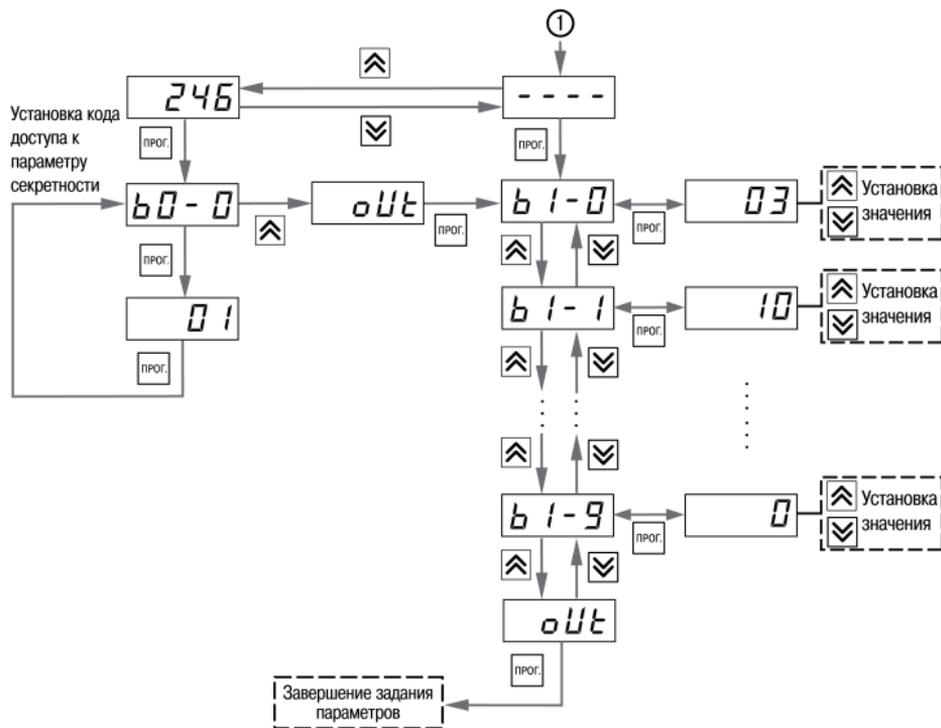 1
246
- - - -
Установка кода
доступа к
параметру
секретности
ПРОГ.
ПРОГ.
b0-0
oUt
ПРОГ.
b1-0
ПРОГ.
03
Установка
значения
ПРОГ.
01
ПРОГ.
b1-1
ПРОГ.
10
Установка
значения
b1-9
ПРОГ.
0
Установка
значения
oUt
ПРОГ.
Завершение задания
параметров